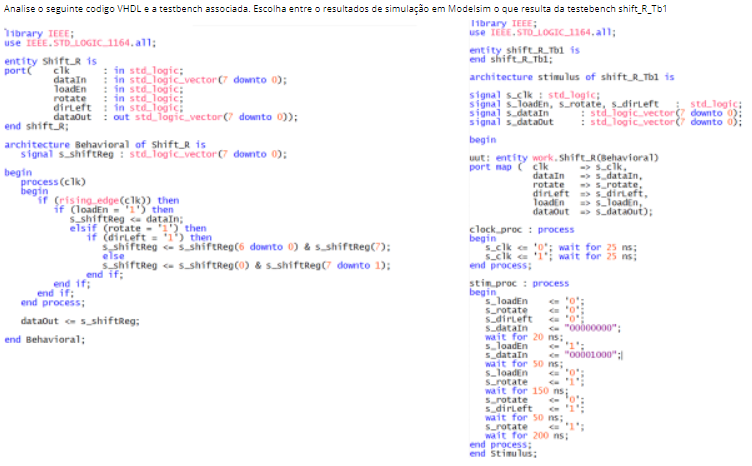 Analise o seguinte codigo VHDL e a testbench associada. Escolha entre o resultados de simulação em Modelsim o que resulta da testebench shift_R_Tb1
library IEEE;
use IEEE.STD_LOGIC_1164.all;
entity Shift_R is
port( clk : in std_logic;
dataIn : in std_logic_vector(7 downto 0);
loadEn : in std_logic;
rotate : in std_logic;
dirLeft : in std_logic;
dataOut : out std_logic_vector(7 downto 0));
end shift_R;
architecture Behavioral of Shift_R is
signal s_shiftReg : std_logic_vector(7 downto 0);
begin
process(clk)
begin
if (rising_edge(clk)) then
if (loadEn = '1') then
s_shiftReg <= dataIn;
elsif (rotate = '1') then
if (dirLeft = '1') then
s_shiftReg <= s_shiftReg(6 downto 0) & s_shiftReg(7);
else
s_shiftReg <= s_shiftReg(0) & s_shiftReg(7 downto 1);
end if;
end if;
end if;
end process;
dataOut <= s_shiftReg;
end Behavioral;
library IEEE;
use IEEE.STD_LOGIC_1164.all;
entity shift_R_Tb1 is
end shift_R_Tb1;
architecture stimulus of shift_R_Tb1 is
signal s_clk : std_logic;
signal s_loadEn, s_rotate, s_dirLeft : std_logic;
signal s_dataIn : std_logic_vector(7 downto 0);
signal s_dataOut : std_logic_vector(7 downto 0);
begin
uut: entity work.Shift_R(Behavioral)
port map ( clk => s_clk,
dataIn => s_dataIn,
rotate => s_rotate,
dirLeft => s_dirLeft,
loadEn => s_loadEn,
dataOut => s_dataOut);
clock_proc : process
begin
s_clk <= '0'; wait for 25 ns;
s_clk <= '1'; wait for 25 ns;
end process;
stim_proc : process
begin
s_loadEn <= '0';
s_rotate <= '0';
s_dirLeft <= '0';
s_dataIn <= "00000000";
wait for 20 ns;
s_loadEn <= '1';
s_dataIn <= "00001000";
wait for 50 ns;
s_loadEn <= '0';
s_rotate <= '1';
wait for 150 ns;
s_rotate <= '0';
s_dirLeft <= '1';
wait for 50 ns;
s_rotate <= '1';
wait for 200 ns;
end process;
end Stimulus;